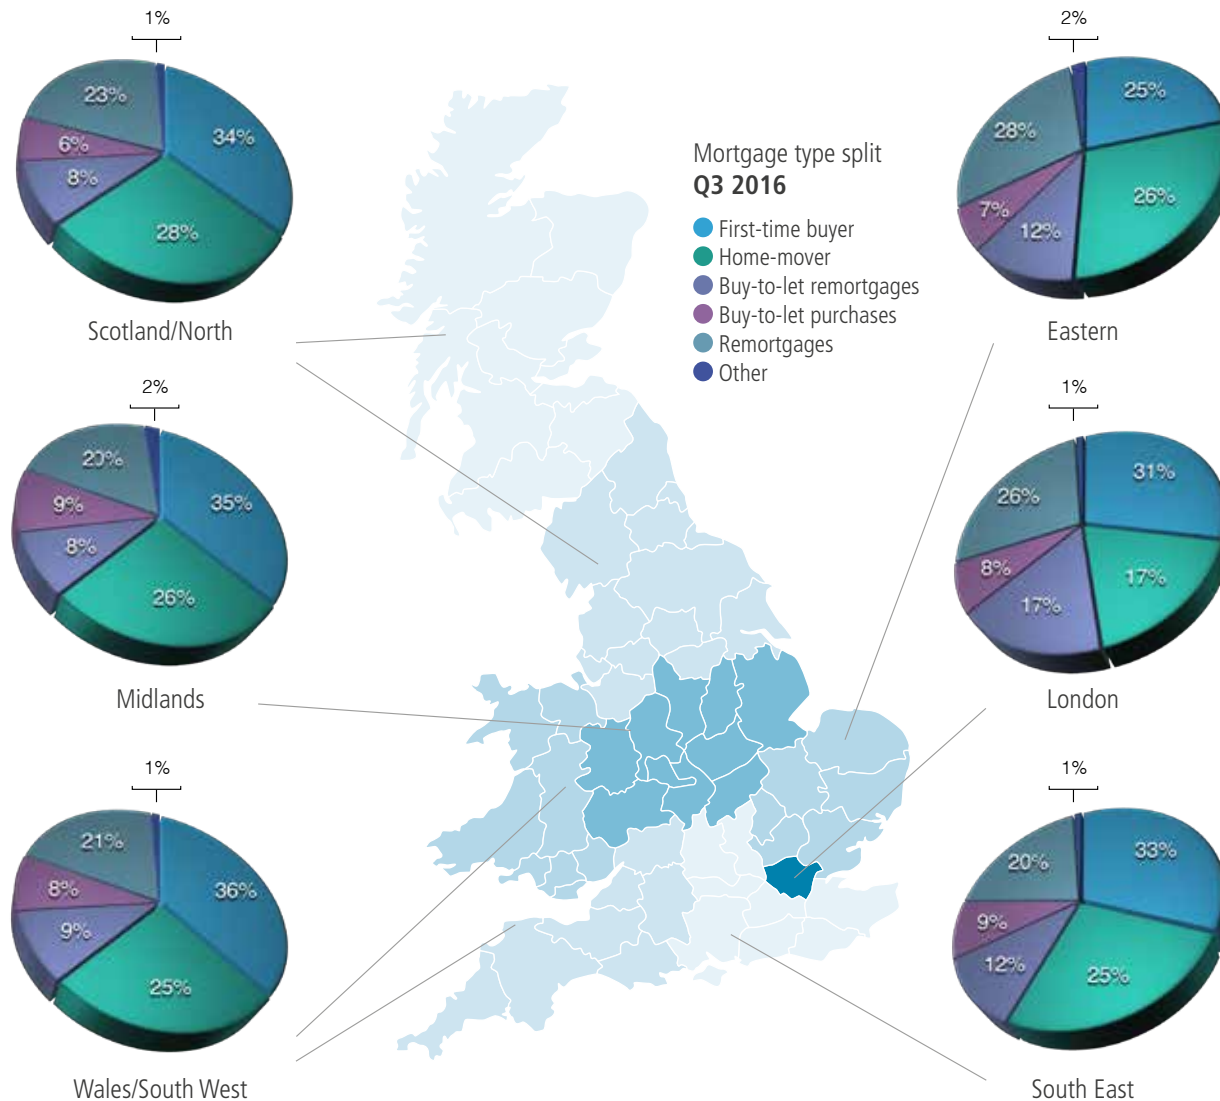 1%
23%
34%
6%
8%
28%
Scotland/North
2%
20%
35%
9%
8%
26%
Midlands
1%
21%
36%
8%
9%
25%
Wales/South West
Mortgage type split
Q3 2016
First-time buyer
Home-mover
Buy-to-let remortgages
Buy-to-let purchases
Remortgages
Other
2%
25%
28%
26%
7%
12%
Eastern
1%
31%
26%
8%
17%
17%
London
1%
33%
20%
9%
12%
25%
South East